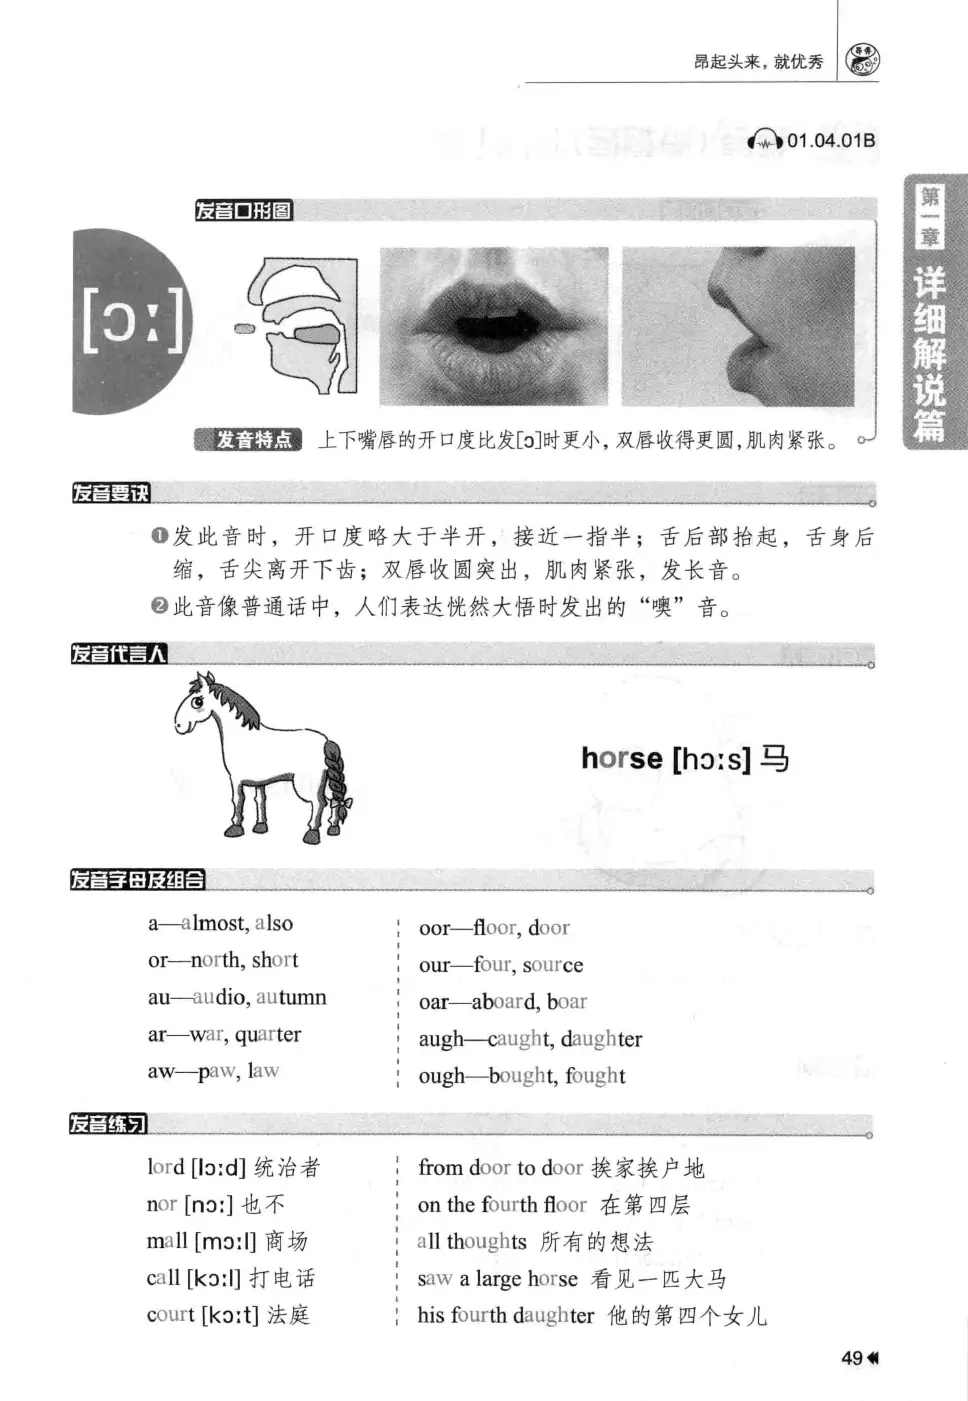 昂起头来，就优秀
昂秀
01.04.01B
第一章
详细解说篇
发音口形图
[ɔː]
发音特点 上下嘴唇的开口度比发[ɔ]时更小，双唇收得更圆，肌肉紧张。
发音要诀
❶发此音时，开口度略大于半开，接近一指半；舌后部抬起，舌身后
缩，舌尖离开下齿；双唇收圆突出，肌肉紧张，发长音。
❷此音像普通话中，人们表达恍然大悟时发出的“噢”音。
发音代言人
horse [hɔːs] 马
发音字母及组合
a—almost, also
or—north, short
au—audio, autumn
ar—war, quarter
aw—paw, law
oor—floor, door
our—four, source
oar—aboard, boar
augh—caught, daughter
ough—bought, fought
发音练习
lord [lɔːd] 统治者
nor [nɔː] 也不
mall [mɔːl] 商场
call [kɔːl] 打电话
court [kɔːt] 法庭
from door to door 挨家挨户地
on the fourth floor 在第四层
all thoughts 所有的想法
saw a large horse 看见一匹大马
his fourth daughter 他的第四个女儿
49